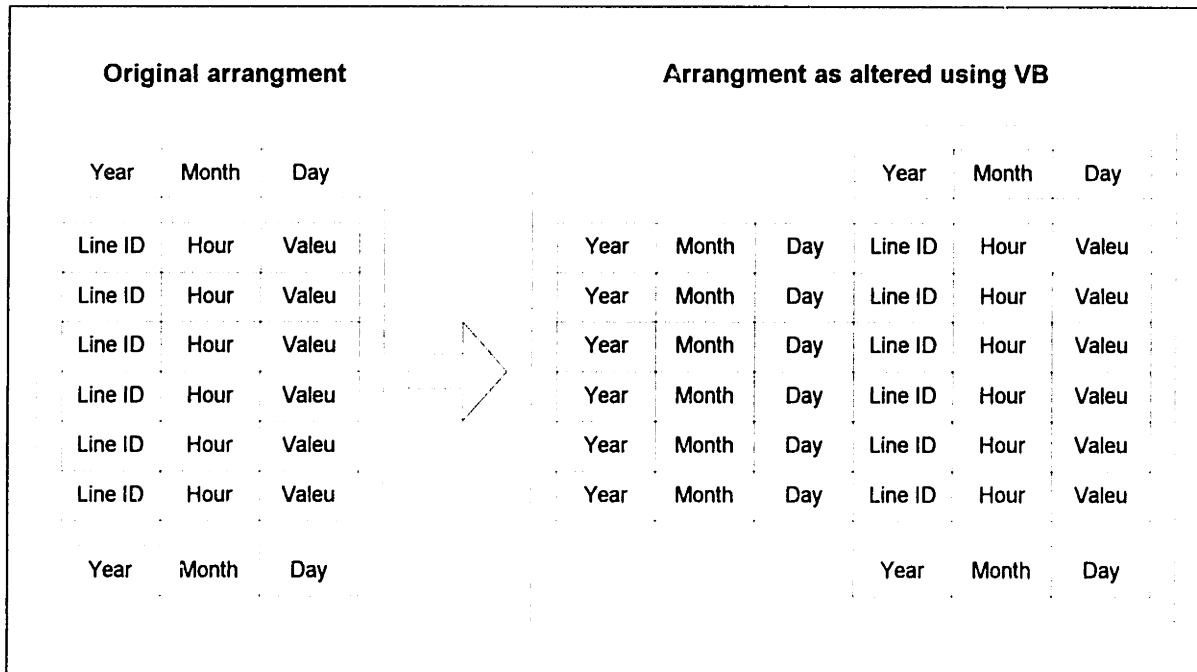 Original arrangment
Arrangment as altered using VB
Year Month Day
Year Month Day
Line ID Hour Valeu
Year Month Day Line ID Hour Valeu
Line ID Hour Valeu
Year Month Day Line ID Hour Valeu
Line ID Hour Valeu
Year Month Day Line ID Hour Valeu
Line ID Hour Valeu
Year Month Day Line ID Hour Valeu
Line ID Hour Valeu
Year Month Day Line ID Hour Valeu
Line ID Hour Valeu
Year Month Day Line ID Hour Valeu
Year Month Day
Year Month Day